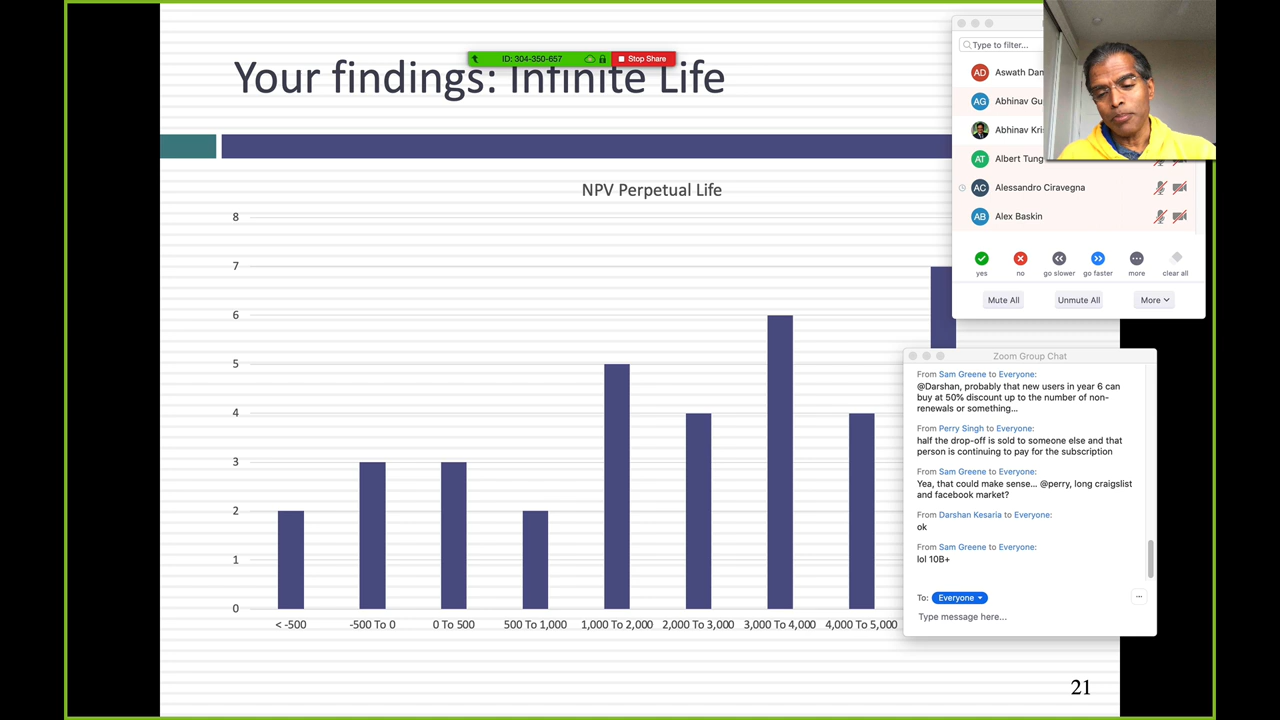 Your findings: Infinite Life
ID: 304-350-657
Stop Share
NPV Perpetual Life
8
7
6
5
4
3
2
1
0
< -500
-500 To 0
0 To 500
500 To 1,000
1,000 To 2,000
2,000 To 3,000
3,000 To 4,000
4,000 To 5,000
21
Type to filter...
AD Aswath Dam
AG Abhinav Gu
Abhinav Kris
AT Albert Tung
AC Alessandro Ciravegna
AB Alex Baskin
yes
no
go slower
go faster
more
clear all
Mute All
Unmute All
More
Zoom Group Chat
From Sam Greene to Everyone:
@Darshan, probably that new users in year 6 can
buy at 50% discount up to the number of non-
renewals or something...
From Perry Singh to Everyone:
half the drop-off is sold to someone else and that
person is continuing to pay for the subscription
From Sam Greene to Everyone:
Yea, that could make sense... @perry, long craigslist
and facebook market?
From Darshan Kesaria to Everyone:
ok
From Sam Greene to Everyone:
lol 10B+
To: Everyone
Type message here...